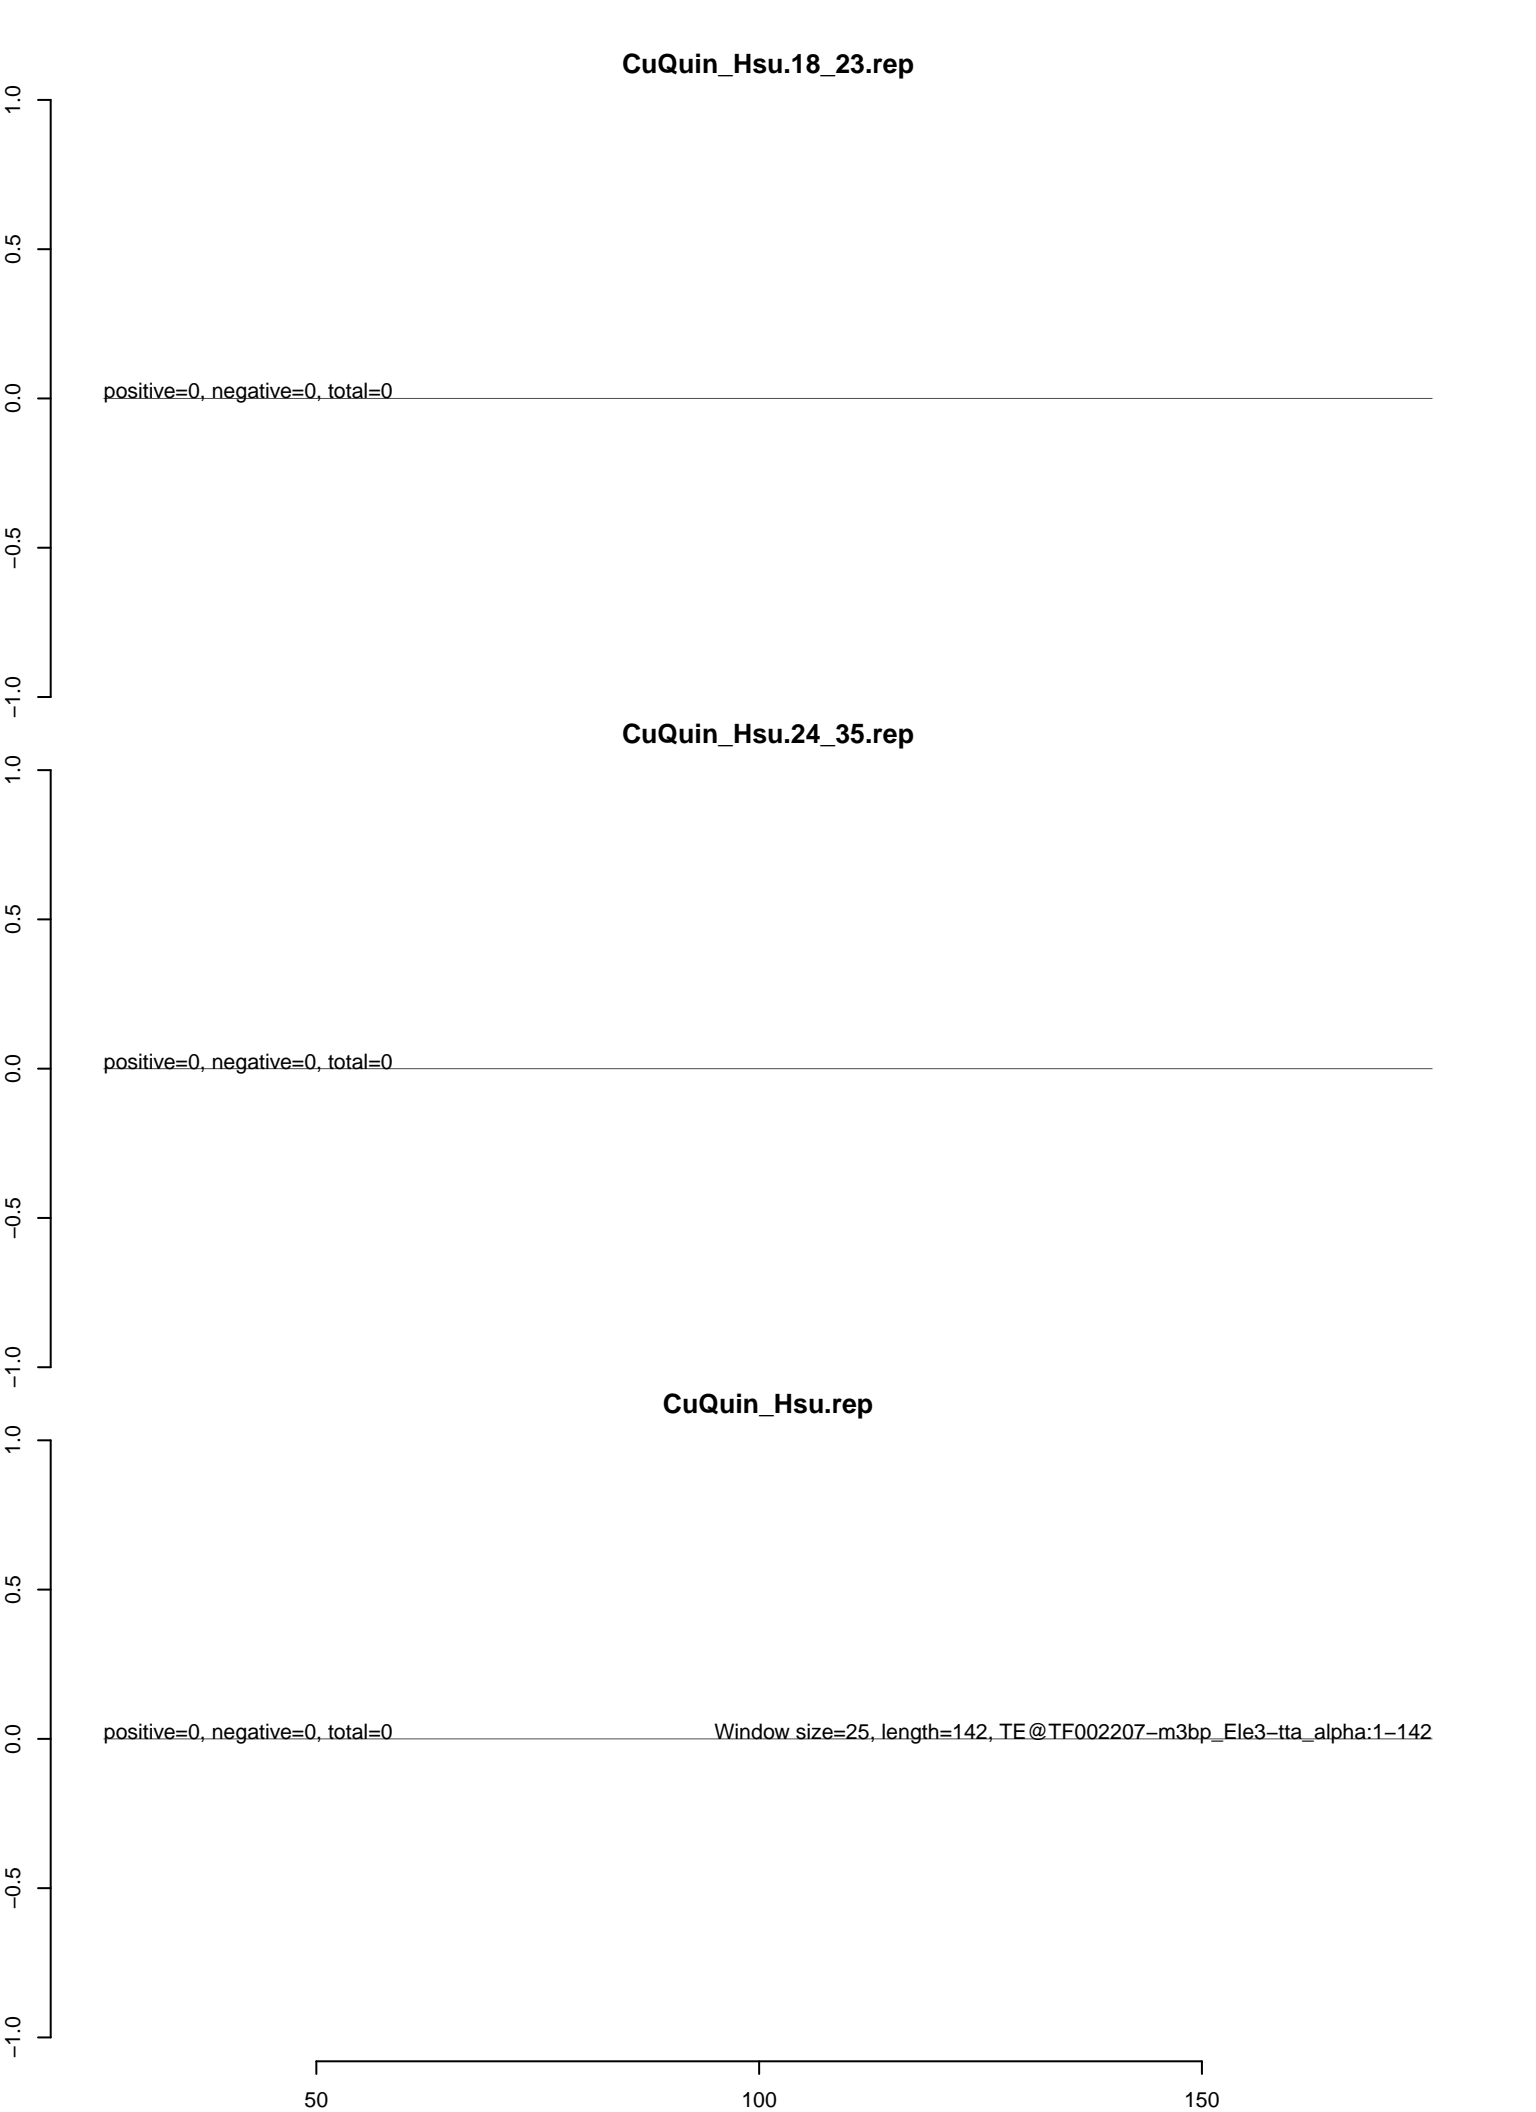 CuQuin_Hsu.18_23.rep
1.0
0.5
0.0
−0.5
−1.0
positive=0, negative=0, total=0
CuQuin_Hsu.24_35.rep
1.0
0.5
0.0
−0.5
−1.0
positive=0, negative=0, total=0
CuQuin_Hsu.rep
1.0
0.5
0.0
−0.5
−1.0
positive=0, negative=0, total=0
Window size=25, length=142, TE@TF002207−m3bp_Ele3−tta_alpha:1−142
50 100 150